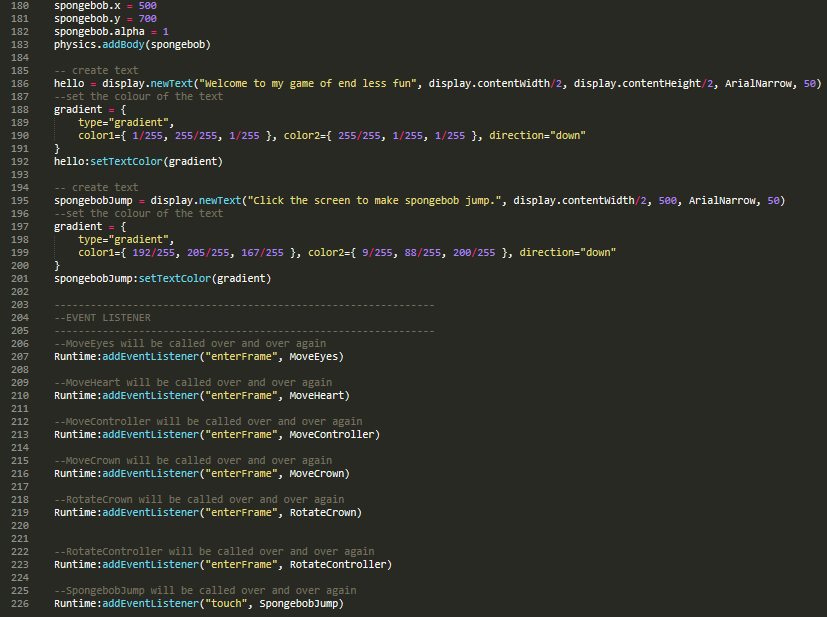 180 spongebob.x = 500
181 spongebob.y = 700
182 spongebob.alpha = 1
183 physics.addBody(spongebob)
184
185 -- create text
186 hello = display.newText("Welcome to my game of end less fun", display.contentWidth/2, display.contentHeight/2, ArialNarrow, 50)
187 --set the colour of the text
188 gradient = {
189 type="gradient",
190 color1={ 1/255, 255/255, 1/255 }, color2={ 255/255, 1/255, 1/255 }, direction="down"
191 }
192 hello:setTextColor(gradient)
193
194 -- create text
195 spongebobJump = display.newText("Click the screen to make spongebob jump.", display.contentWidth/2, 500, ArialNarrow, 50)
196 --set the colour of the text
197 gradient = {
198 type="gradient",
199 color1={ 192/255, 205/255, 167/255 }, color2={ 9/255, 88/255, 200/255 }, direction="down"
200 }
201 spongebobJump:setTextColor(gradient)
202
203 ---------------------------------------------------------------
204 --EVENT LISTENER
205 ---------------------------------------------------------------
206 --MoveEyes will be called over and over again
207 Runtime:addEventListener("enterFrame", MoveEyes)
208
209 --MoveHeart will be called over and over again
210 Runtime:addEventListener("enterFrame", MoveHeart)
211
212 --MoveController will be called over and over again
213 Runtime:addEventListener("enterFrame", MoveController)
214
215 --MoveCrown will be called over and over again
216 Runtime:addEventListener("enterFrame", MoveCrown)
217
218 --RotateCrown will be called over and over again
219 Runtime:addEventListener("enterFrame", RotateCrown)
220
221
222 --RotateController will be called over and over again
223 Runtime:addEventListener("enterFrame", RotateController)
224
225 --SpongebobJump will be called over and over again
226 Runtime:addEventListener("touch", SpongebobJump)